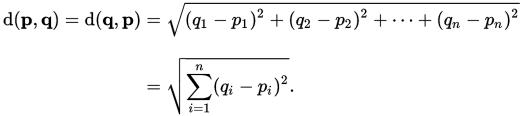 d(𝐩, 𝐪) = d(𝐪, 𝐩) = √((q₁ − p₁)² + (q₂ − p₂)² + ⋯ + (qₙ − pₙ)²)
= √(∑ᵢ₌₁ⁿ (qᵢ − pᵢ)²).